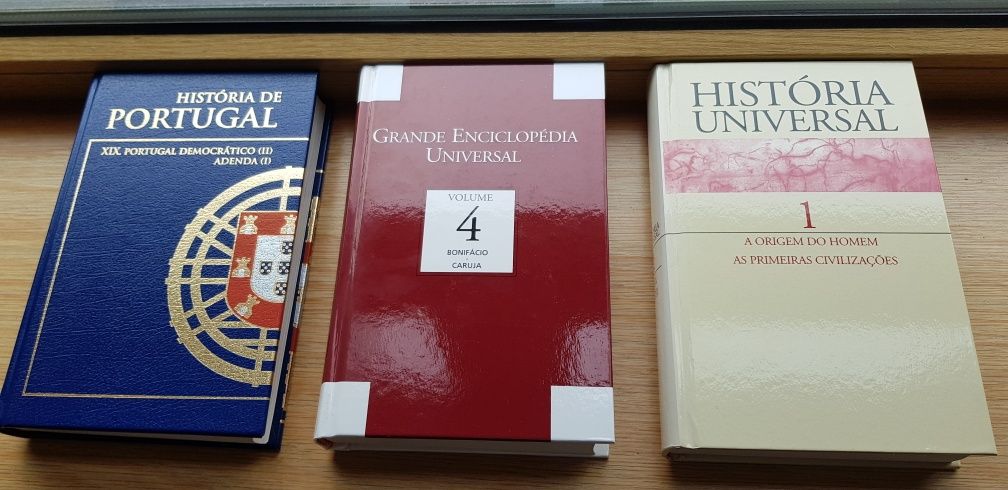 HISTÓRIA DE
PORTUGAL
XIX. PORTUGAL DEMOCRÁTICO (II)
ADENDA (I)
GRANDE ENCICLOPÉDIA
UNIVERSAL
VOLUME
4
BONIFÁCIO
-
CARUJA
HISTÓRIA
UNIVERSAL
1
A ORIGEM DO HOMEM
AS PRIMEIRAS CIVILIZAÇÕES